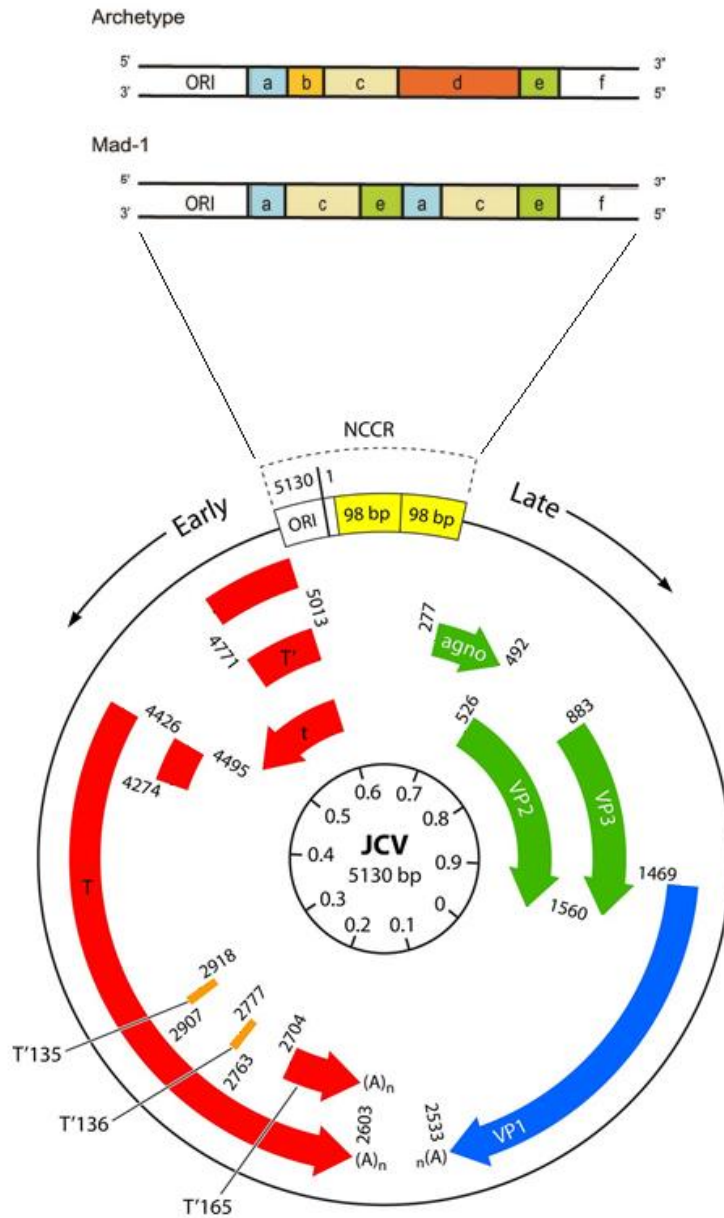 Archetype
5' ORI a b c d e f 3"
3' 5"
Mad-1
5' ORI a c e a c e f 3"
3' 5"
NCCR
5130 1
Early Late
ORI 98 bp 98 bp
5013
4771
T'
277
agno
492
4426
4274
4495
t
526
883
VP2
VP3
0.6 0.7
0.5 0.8
0.4 JCV 0.9
5130 bp
0.3 0
0.2 0.1
T
1469
1560
2918
2907
2777
2763
2704
T'135
T'136
T'165
(A)n
2603
(A)n
2533
n(A)
VP1